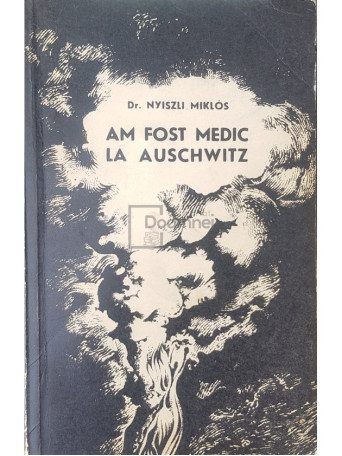 Dr. NYISZLI MIKLÓS
AM FOST MEDIC
LA AUSCHWITZ